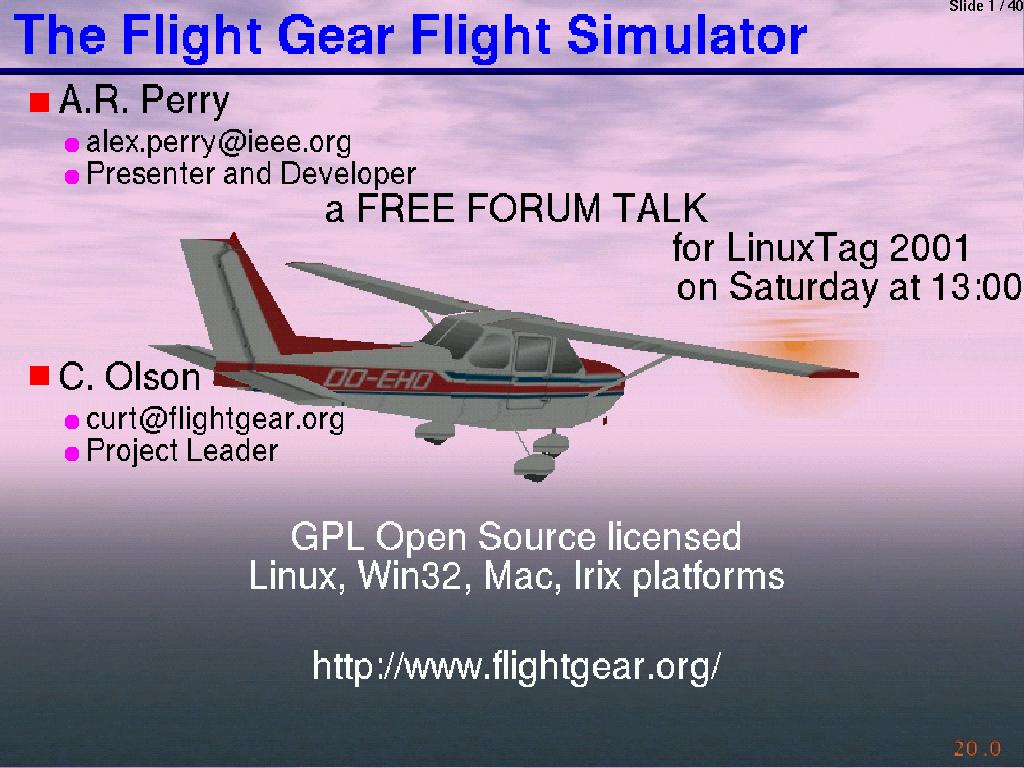 Slide 1 / 40
The Flight Gear Flight Simulator
A.R. Perry
alex.perry@ieee.org
Presenter and Developer
a FREE FORUM TALK
for LinuxTag 2001
on Saturday at 13:00
OO-EHO
C. Olson
curt@flightgear.org
Project Leader
GPL Open Source licensed
Linux, Win32, Mac, Irix platforms
http://www.flightgear.org/
20 .0